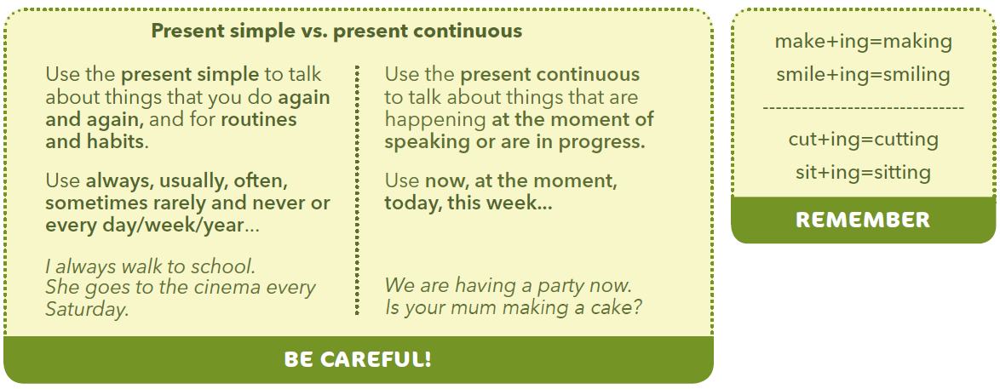 Present simple vs. present continuous
Use the present simple to talk
about things that you do again
and again, and for routines
and habits.
Use always, usually, often,
sometimes rarely and never or
every day/week/year...
I always walk to school.
She goes to the cinema every
Saturday.
Use the present continuous
to talk about things that are
happening at the moment of
speaking or are in progress.
Use now, at the moment,
today, this week...
We are having a party now.
Is your mum making a cake?
BE CAREFUL!
make+ing=making
smile+ing=smiling
-------------------------------
cut+ing=cutting
sit+ing=sitting
REMEMBER